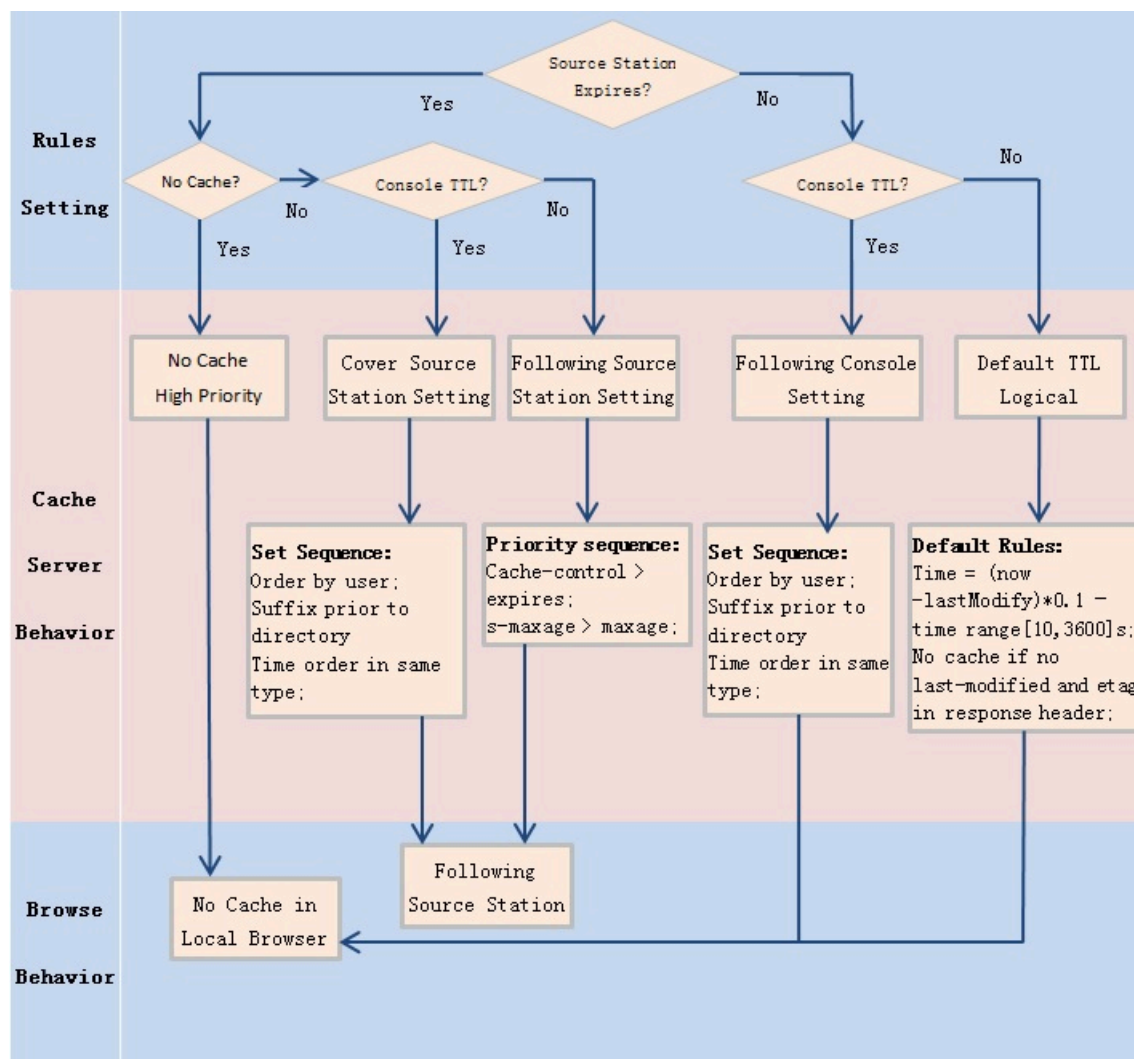 Source Station
Expires?
Yes
No
Rules
Setting
No Cache?
No
Console TTL?
No
Console TTL?
No
Yes
Yes
Yes
No Cache
High Priority
Cover Source
Station Setting
Following Source
Station Setting
Following Console
Setting
Default TTL
Logical
Cache
Server
Behavior
Set Sequence:
Order by user;
Suffix prior to
directory
Time order in same
type;
Priority sequence:
Cache-control >
expires;
s-maxage > maxage;
Set Sequence:
Order by user;
Suffix prior to
directory
Time order in same
type;
Default Rules:
Time = (now
-lastModify)*0.1 -
time range[10,3600]s;
No cache if no
last-modified and etag
in response header;
Following
Source Station
No Cache in
Local Browser
Browse
Behavior